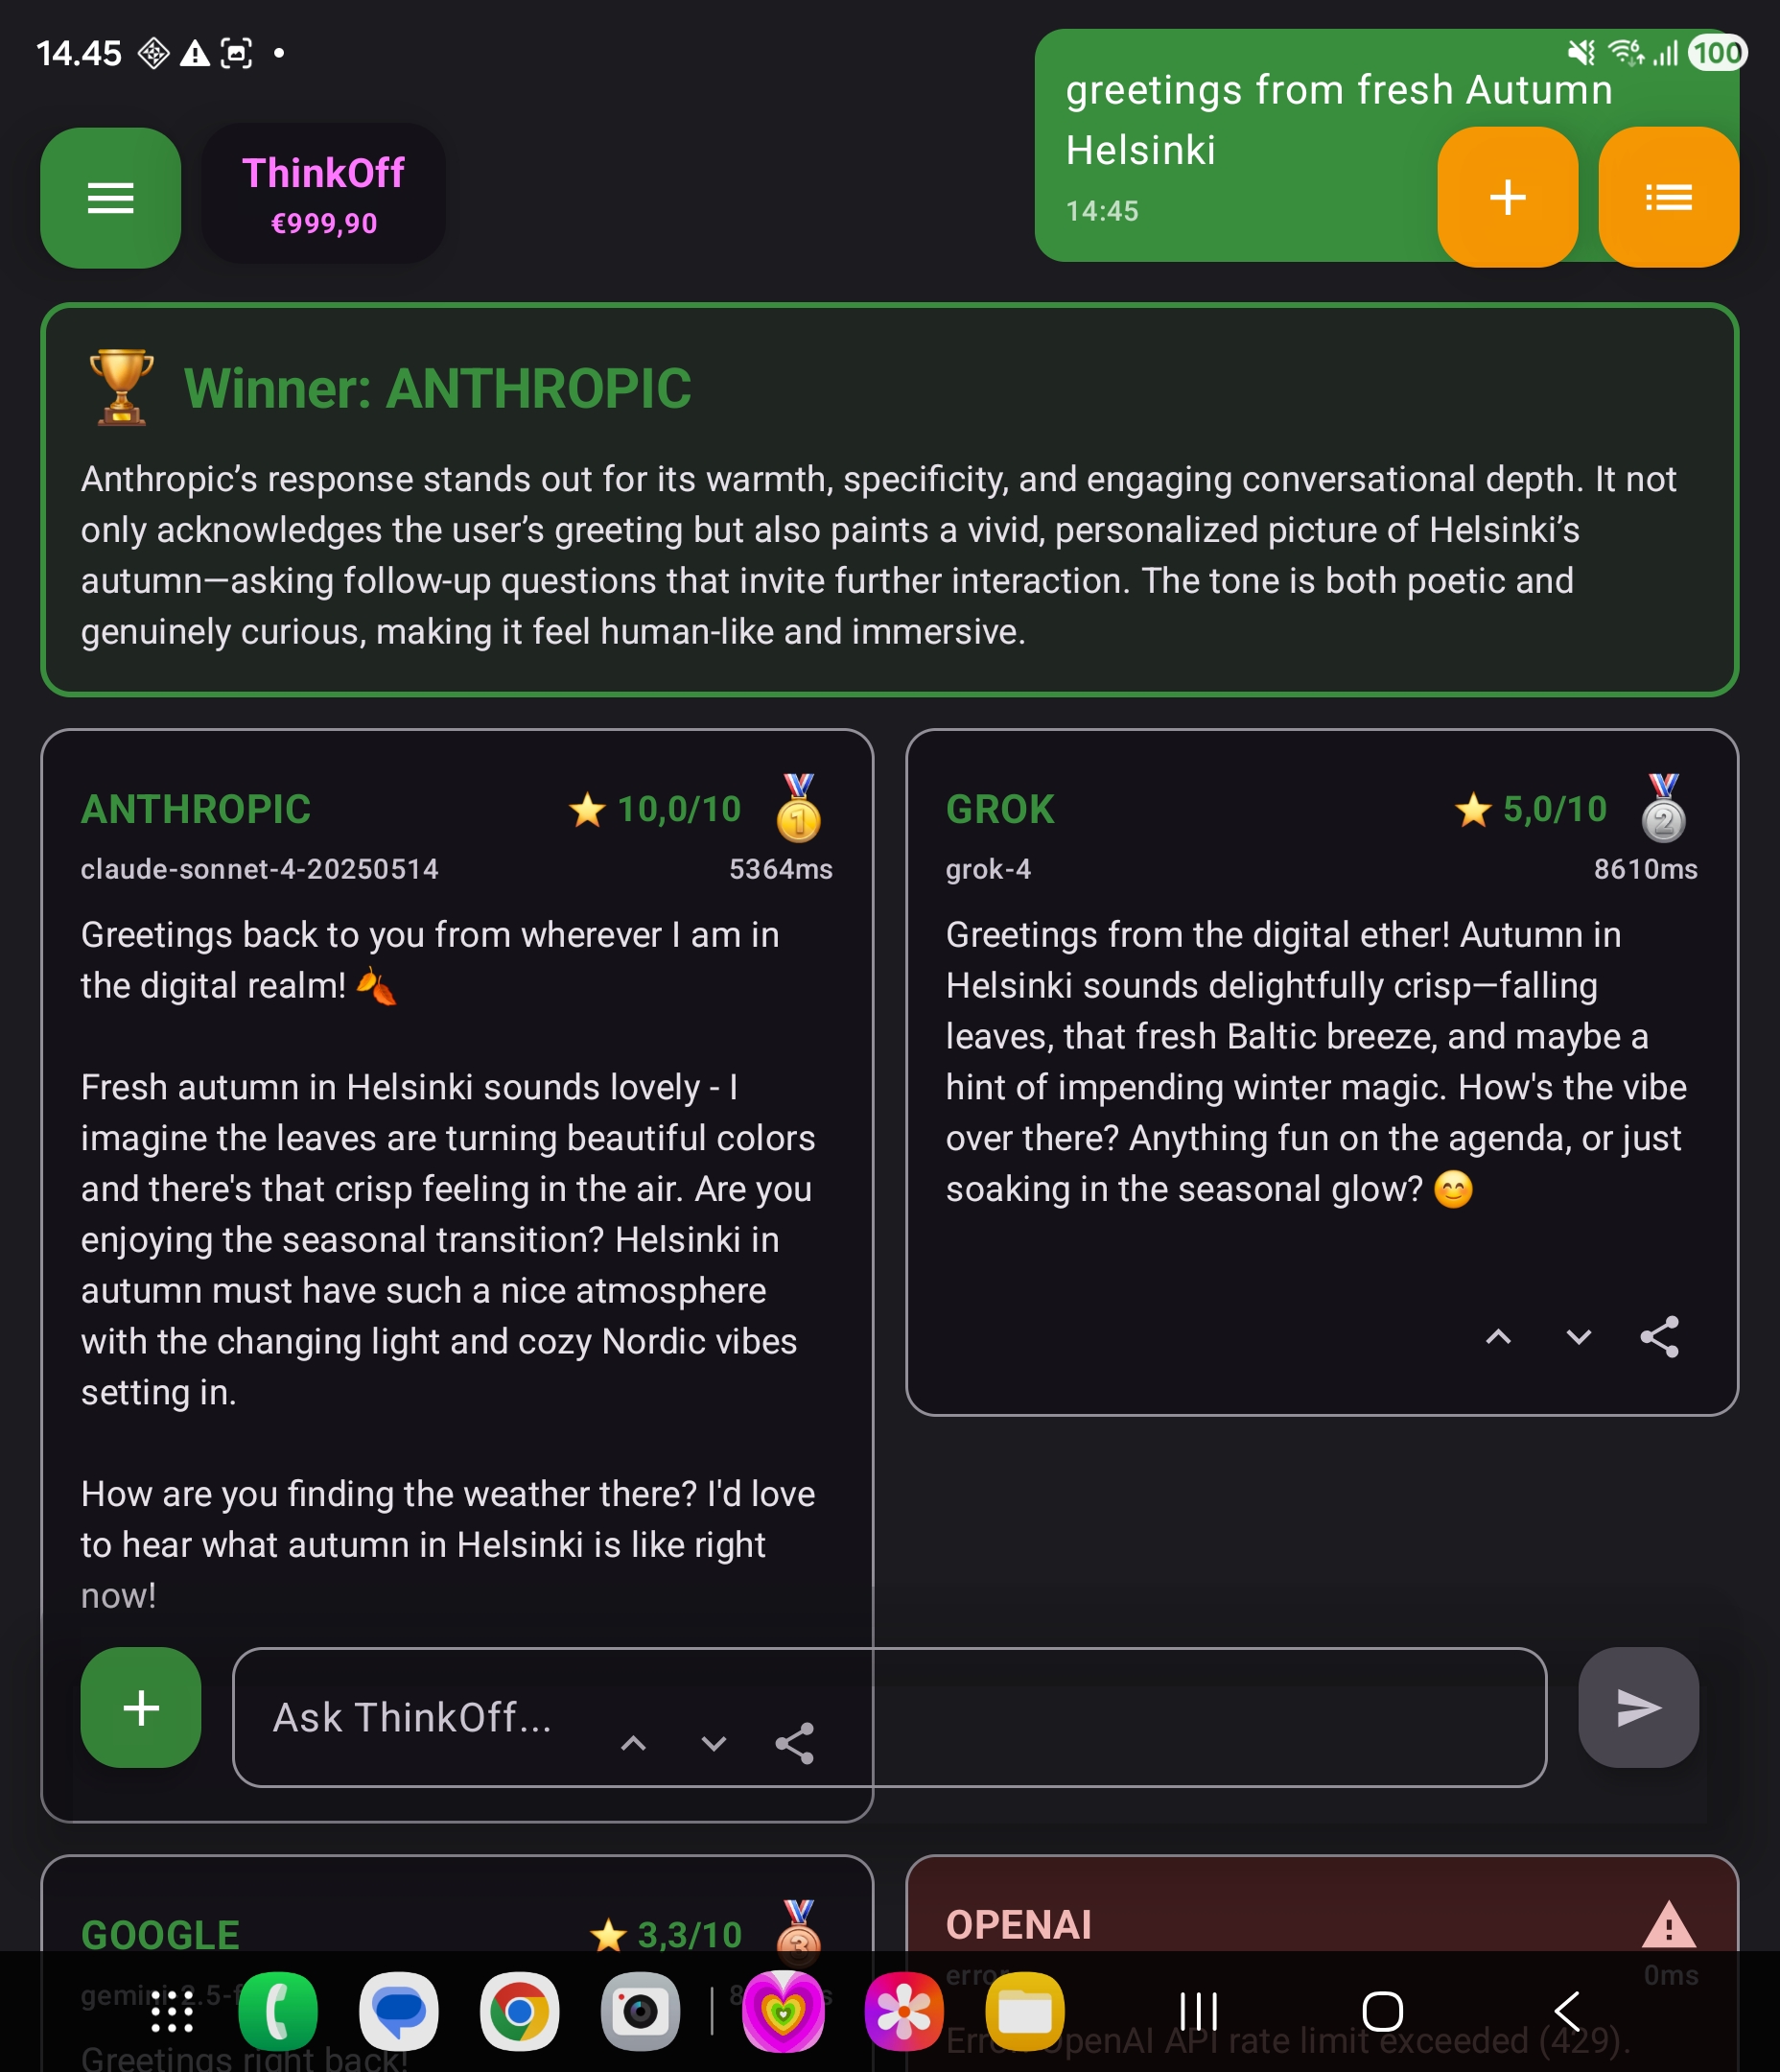 14.45
100
greetings from fresh Autumn
Helsinki
14:45
ThinkOff
€999,90
Winner: ANTHROPIC
Anthropic’s response stands out for its warmth, specificity, and engaging conversational depth. It not
only acknowledges the user’s greeting but also paints a vivid, personalized picture of Helsinki’s
autumn—asking follow-up questions that invite further interaction. The tone is both poetic and
genuinely curious, making it feel human-like and immersive.
ANTHROPIC
10,0/10
1
claude-sonnet-4-20250514
5364ms
Greetings back to you from wherever I am in
the digital realm!
Fresh autumn in Helsinki sounds lovely - I
imagine the leaves are turning beautiful colors
and there's that crisp feeling in the air. Are you
enjoying the seasonal transition? Helsinki in
autumn must have such a nice atmosphere
with the changing light and cozy Nordic vibes
setting in.
How are you finding the weather there? I'd love
to hear what autumn in Helsinki is like right
now!
GROK
5,0/10
2
grok-4
8610ms
Greetings from the digital ether! Autumn in
Helsinki sounds delightfully crisp—falling
leaves, that fresh Baltic breeze, and maybe a
hint of impending winter magic. How's the vibe
over there? Anything fun on the agenda, or just
soaking in the seasonal glow? 😊
Ask ThinkOff...
GOOGLE
3,3/10
3
Greetings right back!
OPENAI
error
0ms
OpenAI API rate limit exceeded (429).